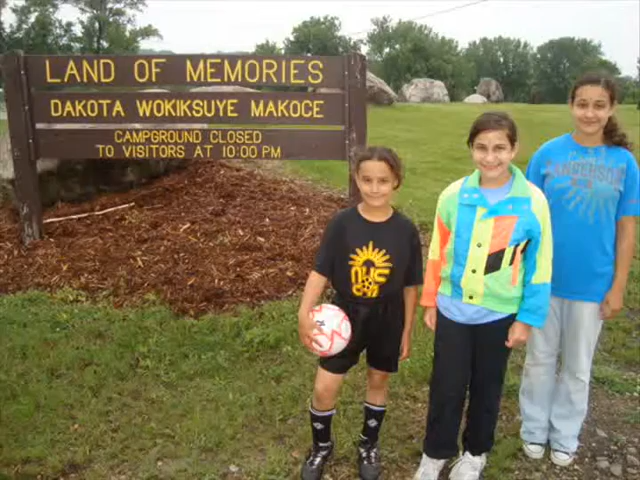 LAND OF MEMORIES
DAKOTA WOKIKSUYE MAKOCE
CAMPGROUND CLOSED
TO VISITORS AT 10:00 PM